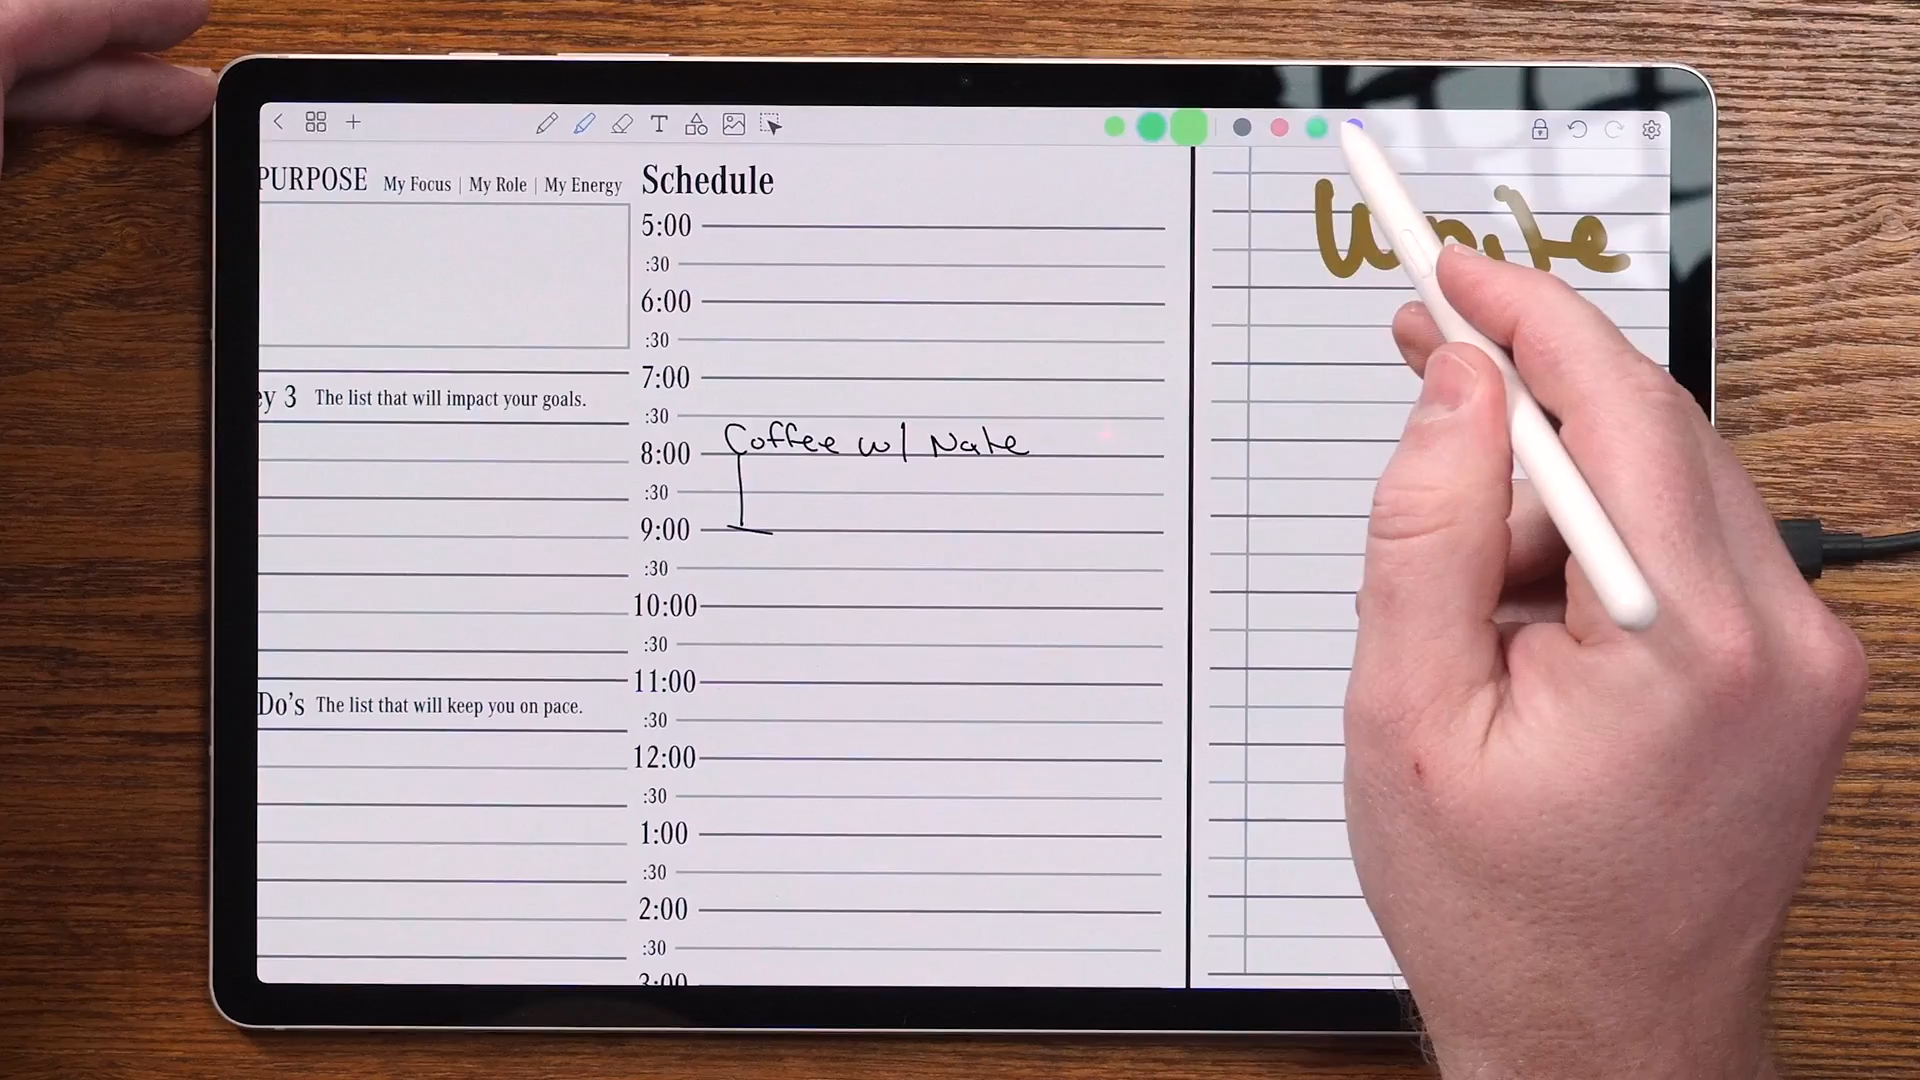 PURPOSE My Focus | My Role | My Energy
ey 3 The list that will impact your goals.
Do's The list that will keep you on pace.
T
Schedule
5:00
:30
6:00
:30
7:00
:30
8:00 Coffee w/ Nate
:30
9:00
:30
10:00
:30
11:00
:30
12:00
:30
1:00
:30
2:00
:30
3:00
Write